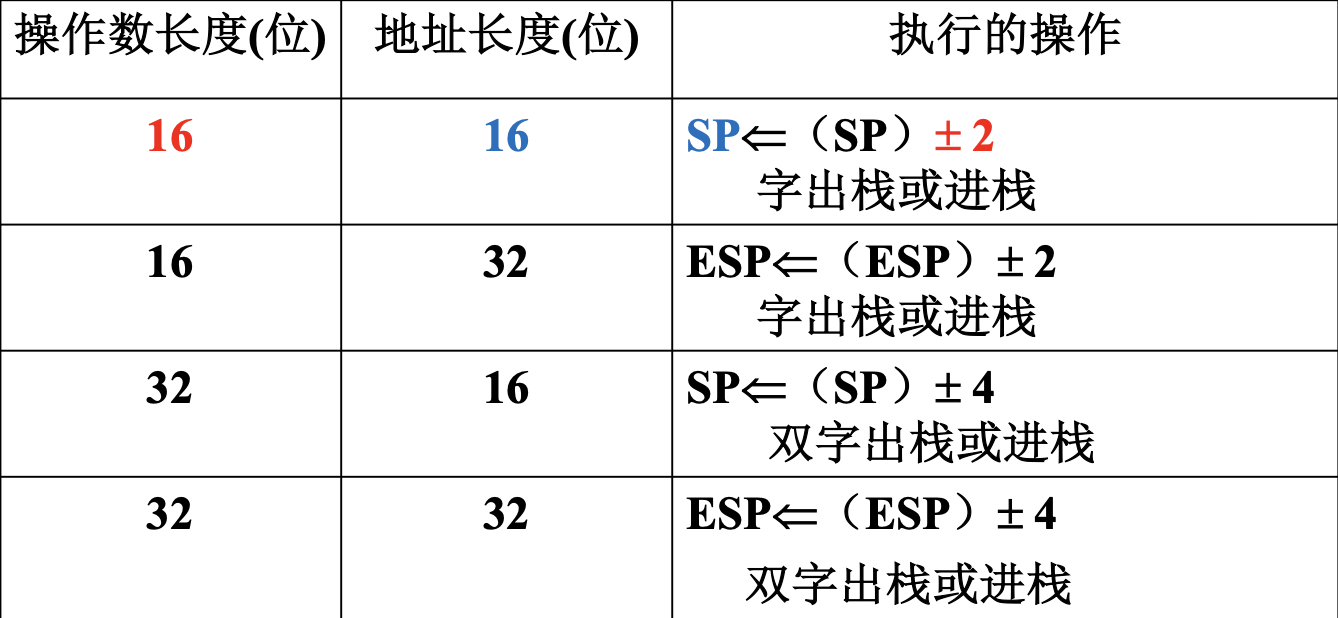 操作数长度(位) 地址长度(位) 执行的操作
16 16 SP⇐（SP）±2
字出栈或进栈
16 32 ESP⇐（ESP）±2
字出栈或进栈
32 16 SP⇐（SP）±4
双字出栈或进栈
32 32 ESP⇐（ESP）±4
双字出栈或进栈